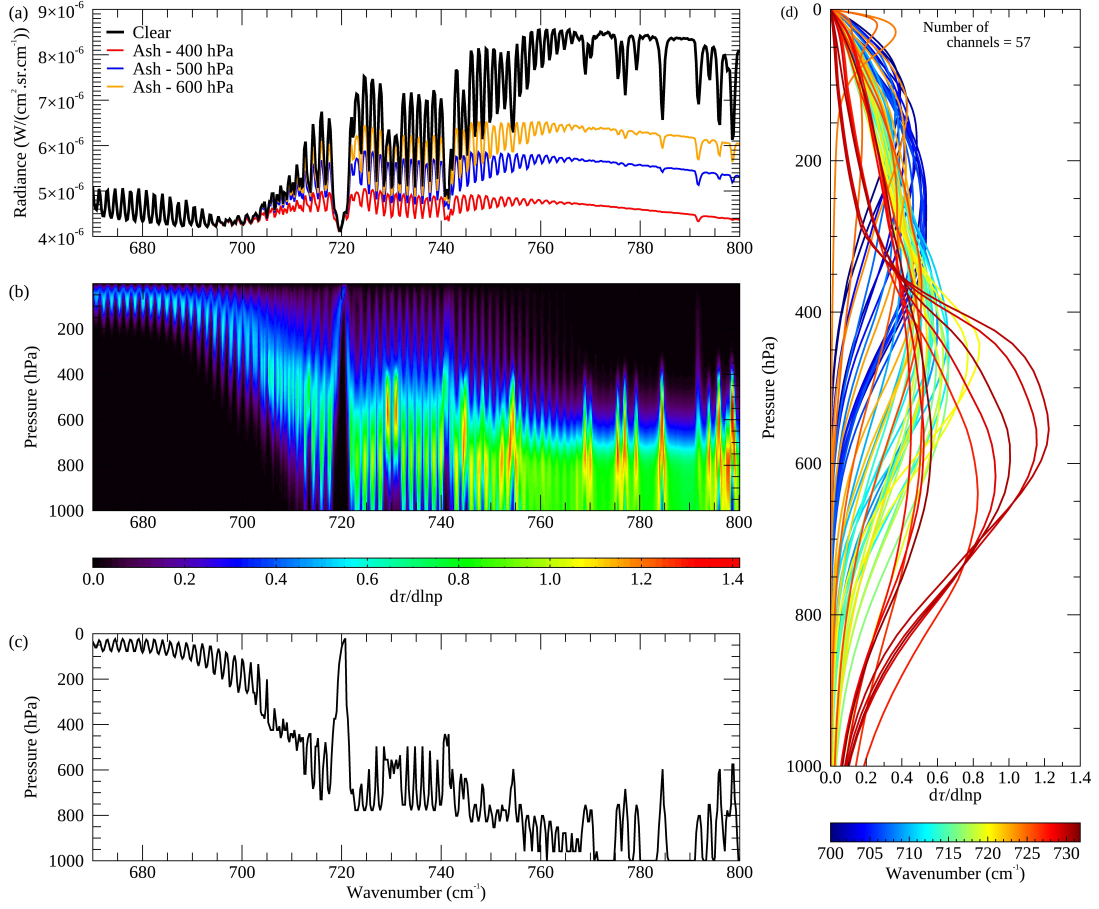 (a)
9×10⁻⁶
8×10⁻⁶
7×10⁻⁶
6×10⁻⁶
5×10⁻⁶
4×10⁻⁶
Radiance (W/(cm².sr.cm⁻¹))
Clear
Ash - 400 hPa
Ash - 500 hPa
Ash - 600 hPa
680 700 720 740 760 780 800
(b)
200
400
600
800
1000
Pressure (hPa)
680 700 720 740 760 780 800
0.0 0.2 0.4 0.6 0.8 1.0 1.2 1.4
dτ/dlnp
(c)
0
200
400
600
800
1000
Pressure (hPa)
680 700 720 740 760 780 800
Wavenumber (cm⁻¹)
(d)
0
200
400
600
800
1000
Pressure (hPa)
Number of
channels = 57
0.0 0.2 0.4 0.6 0.8 1.0 1.2 1.4
dτ/dlnp
700 705 710 715 720 725 730
Wavenumber (cm⁻¹)